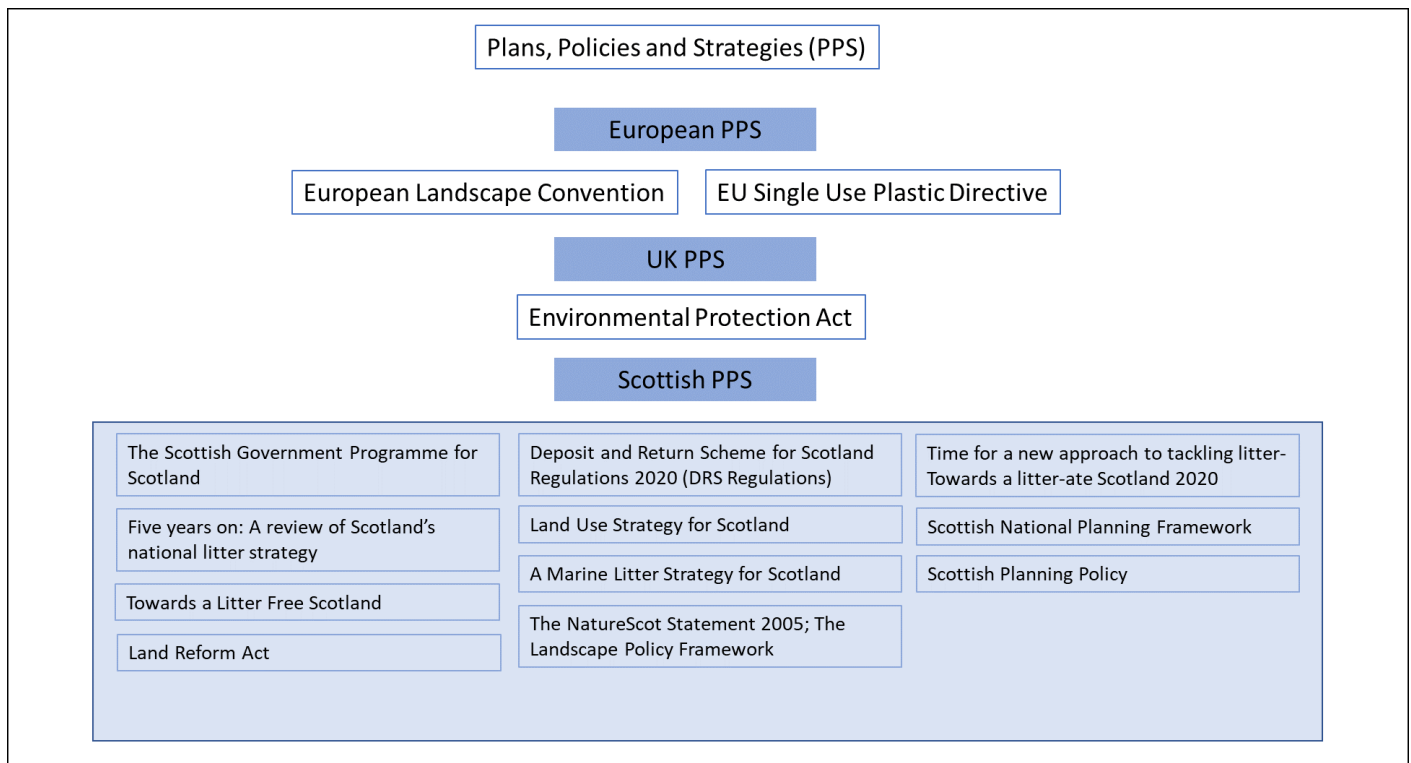 Plans, Policies and Strategies (PPS)
European PPS
European Landscape Convention
EU Single Use Plastic Directive
UK PPS
Environmental Protection Act
Scottish PPS
The Scottish Government Programme for
Scotland
Five years on: A review of Scotland’s
national litter strategy
Towards a Litter Free Scotland
Land Reform Act
Deposit and Return Scheme for Scotland
Regulations 2020 (DRS Regulations)
Land Use Strategy for Scotland
A Marine Litter Strategy for Scotland
The NatureScot Statement 2005; The
Landscape Policy Framework
Time for a new approach to tackling litter-
Towards a litter-ate Scotland 2020
Scottish National Planning Framework
Scottish Planning Policy